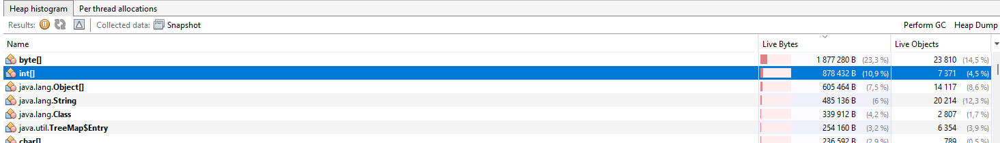 Heap histogram Per thread allocations
Results: Collected data: Snapshot Perform GC Heap Dump
Name Live Bytes Live Objects
byte[] 1 877 280 B (23,3 %) 23 810 (14,5 %)
int[] 878 432 B (10,9 %) 7 371 (4,5 %)
java.lang.Object[] 605 464 B (7,5 %) 14 117 (8,6 %)
java.lang.String 485 136 B (6 %) 20 214 (12,3 %)
java.lang.Class 339 912 B (4,2 %) 2 807 (1,7 %)
java.util.TreeMap$Entry 254 160 B (3,2 %) 6 354 (3,9 %)
char[] 236 592 B (2,9 %) 789 (0,5 %)